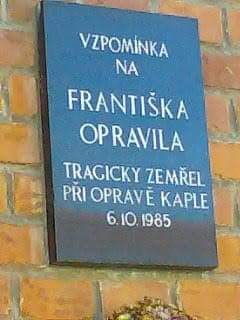 VZPOMÍNKA
NA
FRANTIŠKA
OPRAVILA
TRAGICKY ZEMŘEL
PŘI OPRAVĚ KAPLE
6.10.1985